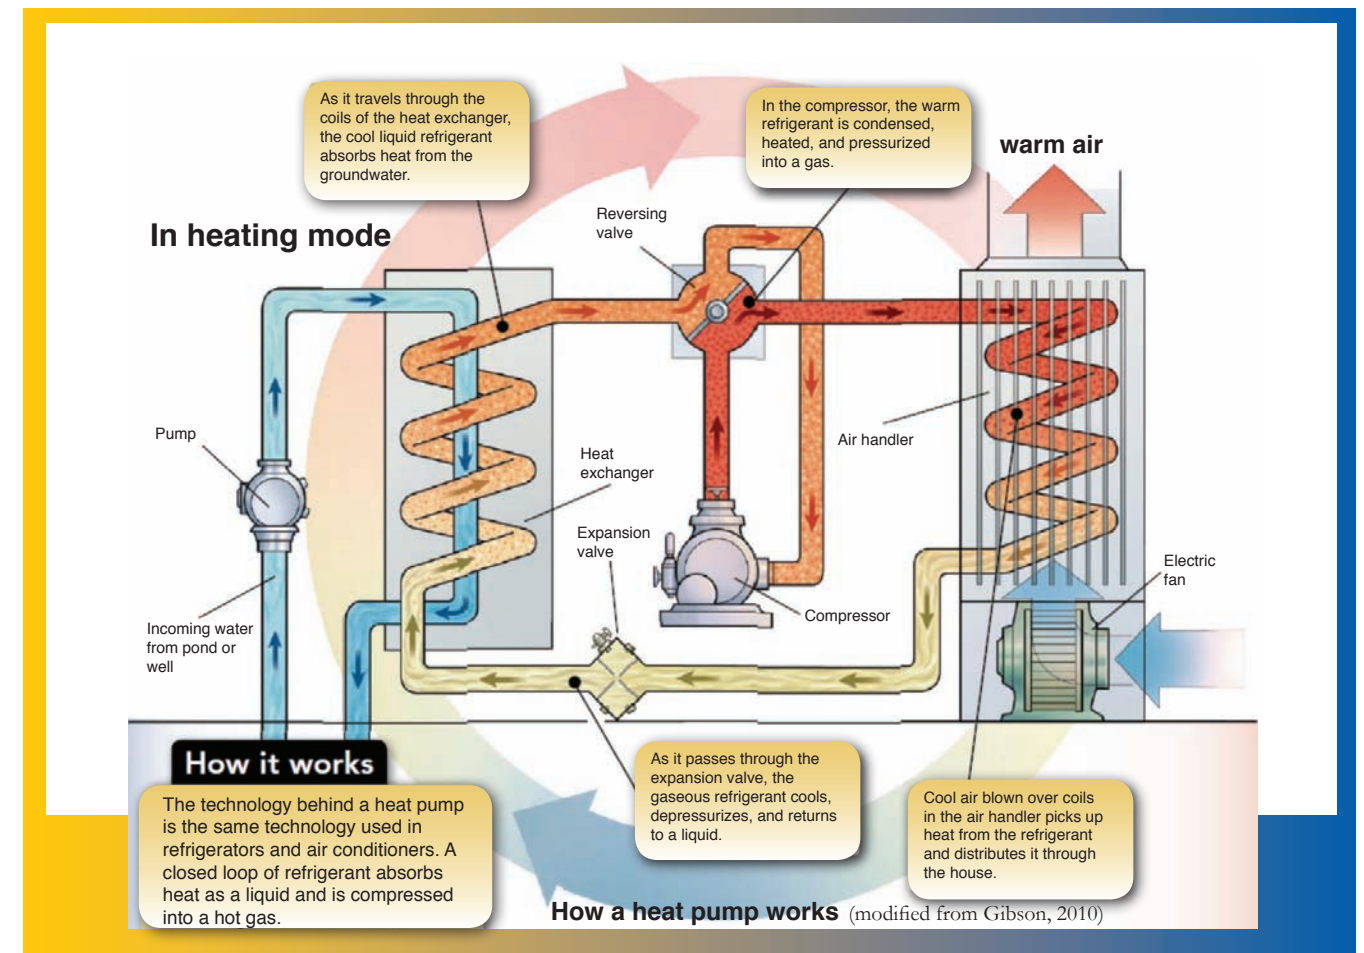 As it travels through the
coils of the heat exchanger,
the cool liquid refrigerant
absorbs heat from the
groundwater.
In the compressor, the warm
refrigerant is condensed,
heated, and pressurized
into a gas.
warm air
In heating mode
Reversing
valve
Pump
Heat
exchanger
Air handler
Expansion
valve
Electric
fan
Compressor
Incoming water
from pond or
well
How it works
The technology behind a heat pump
is the same technology used in
refrigerators and air conditioners. A
closed loop of refrigerant absorbs
heat as a liquid and is compressed
into a hot gas.
As it passes through the
expansion valve, the
gaseous refrigerant cools,
depressurizes, and returns
to a liquid.
Cool air blown over coils
in the air handler picks up
heat from the refrigerant
and distributes it through
the house.
How a heat pump works (modified from Gibson, 2010)